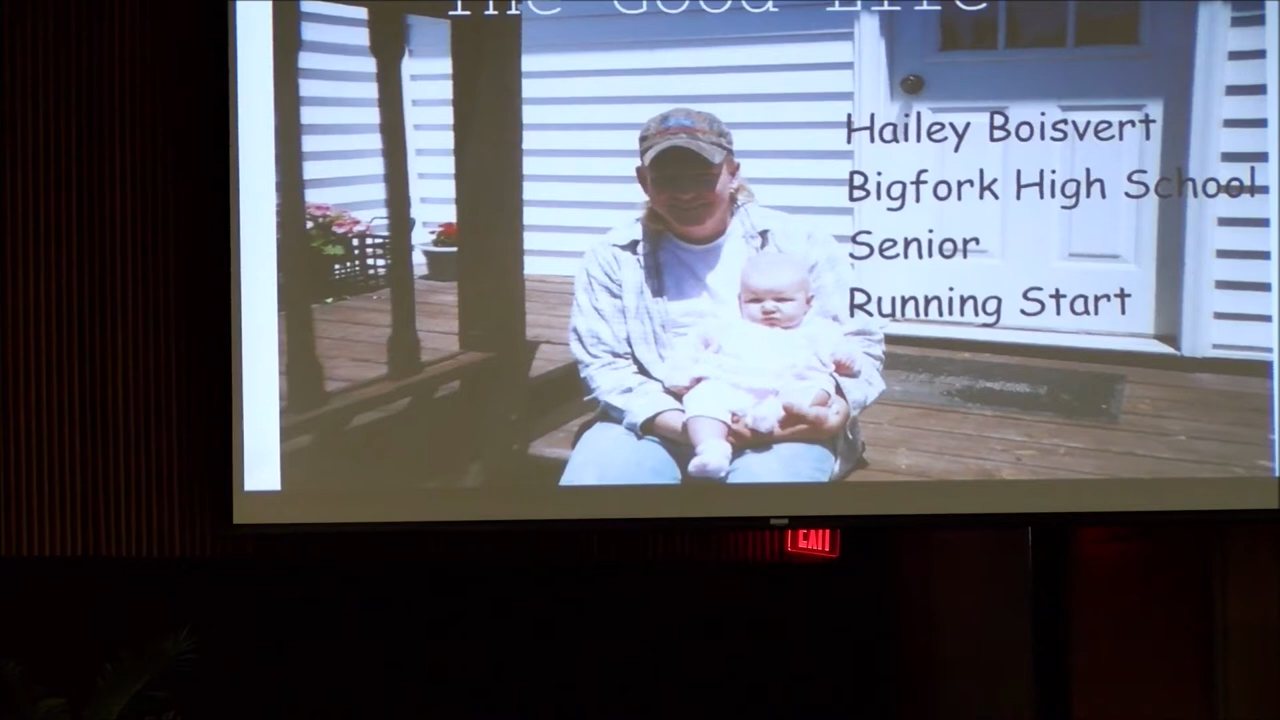 The Good Life
Hailey Boisvert
Bigfork High School
Senior
Running Start
EXIT